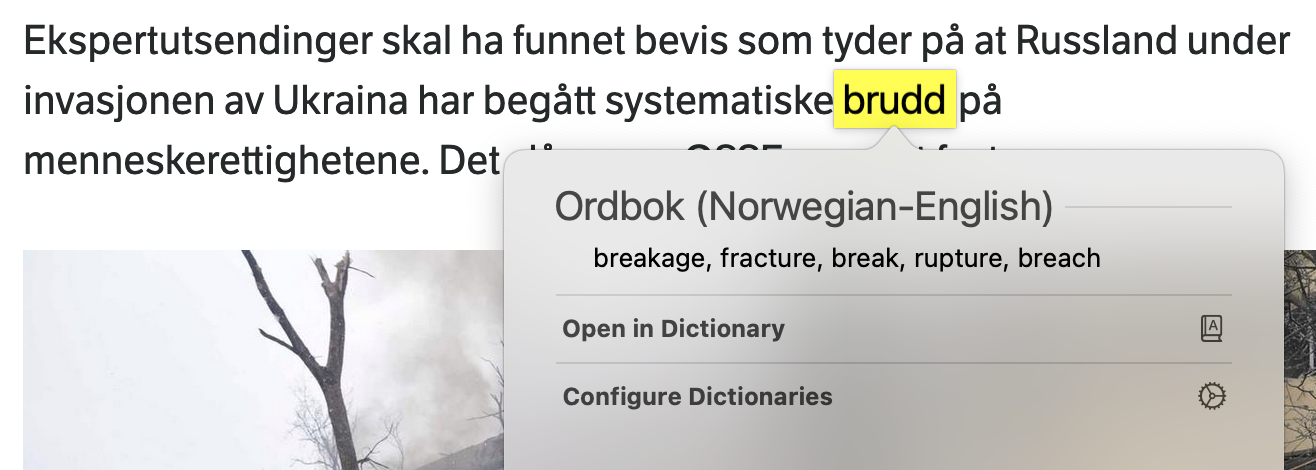 Ekspertutsendinger skal ha funnet bevis som tyder på at Russland under
invasjonen av Ukraina har begått systematiske brudd på
menneskerettighetene. Det
Ordbok (Norwegian-English)
breakage, fracture, break, rupture, breach
Open in Dictionary
Configure Dictionaries